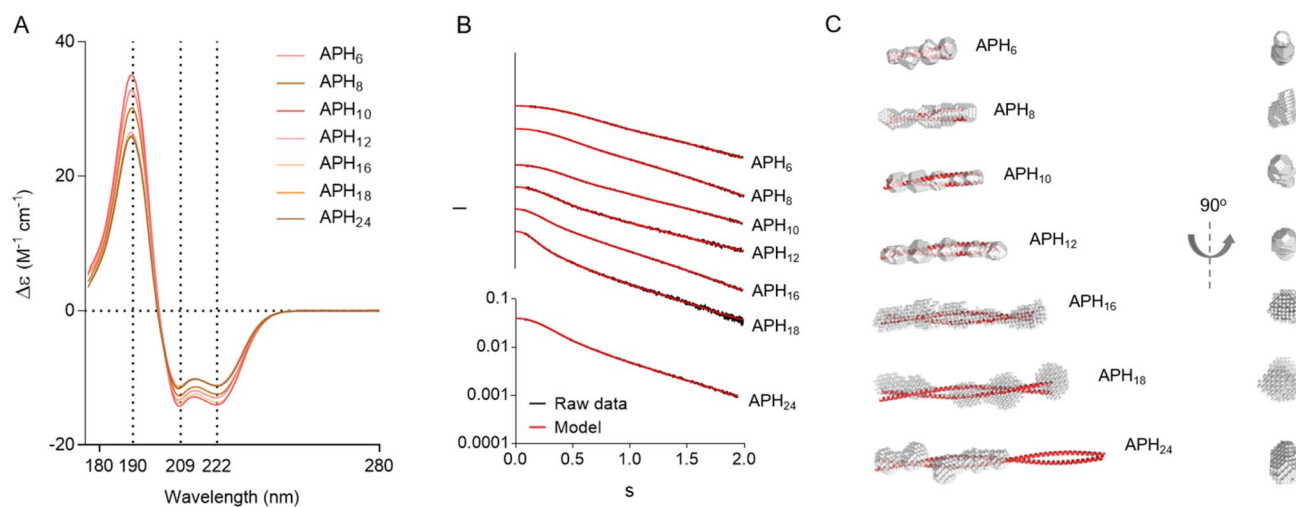 A
40
20
0
-20
180
190
209
222
280
Δε (M⁻¹ cm⁻¹)
Wavelength (nm)
APH₆
APH₈
APH₁₀
APH₁₂
APH₁₆
APH₁₈
APH₂₄
B
I
APH₆
APH₈
APH₁₀
APH₁₂
APH₁₆
APH₁₈
APH₂₄
0.1
0.01
0.001
0.0001
Raw data
Model
0.0
0.5
1.0
1.5
2.0
s
C
APH₆
APH₈
APH₁₀
APH₁₂
APH₁₆
APH₁₈
APH₂₄
90°